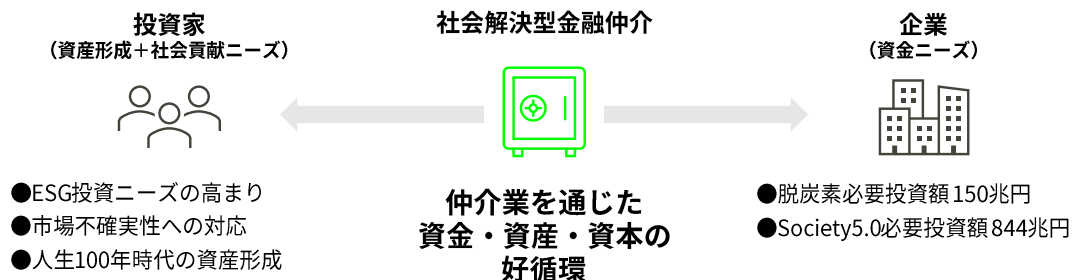 投資家
（資産形成＋社会貢献ニーズ）
●ESG投資ニーズの高まり
●市場不確実性への対応
●人生100年時代の資産形成
社会解決型金融仲介
仲介業を通じた
資金・資産・資本の
好循環
企業
（資金ニーズ）
●脱炭素必要投資額 150兆円
●Society5.0必要投資額 844兆円